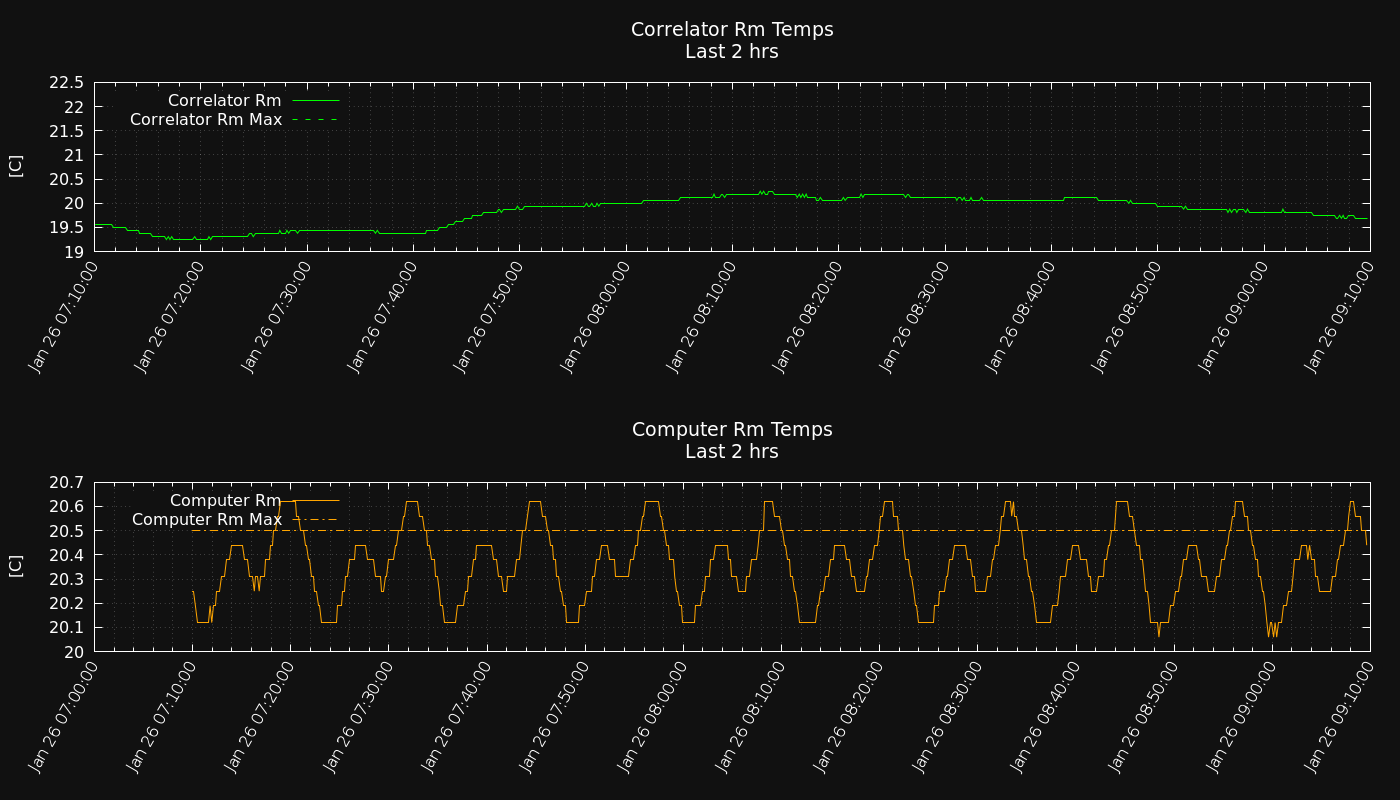 Correlator Rm Temps
Last 2 hrs
22.5
22
21.5
21
20.5
20
19.5
19
[C]
Correlator Rm
Correlator Rm Max
Jan 26 07:10:00
Jan 26 07:20:00
Jan 26 07:30:00
Jan 26 07:40:00
Jan 26 07:50:00
Jan 26 08:00:00
Jan 26 08:10:00
Jan 26 08:20:00
Jan 26 08:30:00
Jan 26 08:40:00
Jan 26 08:50:00
Jan 26 09:00:00
Jan 26 09:10:00
Computer Rm Temps
Last 2 hrs
20.7
20.6
20.5
20.4
20.3
20.2
20.1
20
[C]
Computer Rm
Computer Rm Max
Jan 26 07:00:00
Jan 26 07:10:00
Jan 26 07:20:00
Jan 26 07:30:00
Jan 26 07:40:00
Jan 26 07:50:00
Jan 26 08:00:00
Jan 26 08:10:00
Jan 26 08:20:00
Jan 26 08:30:00
Jan 26 08:40:00
Jan 26 08:50:00
Jan 26 09:00:00
Jan 26 09:10:00